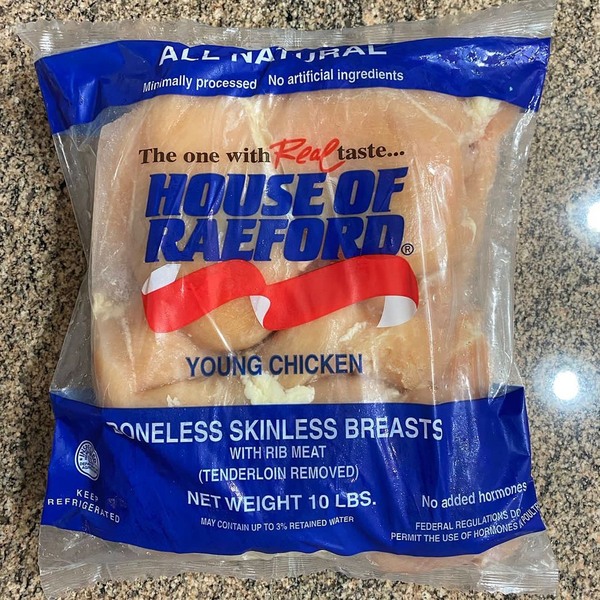 ALL NATURAL
Minimally processed No artificial ingredients
The one with Real taste...
HOUSE OF
RAEFORD®
YOUNG CHICKEN
BONELESS SKINLESS BREASTS
WITH RIB MEAT
(TENDERLOIN REMOVED)
NET WEIGHT 10 LBS.
MAY CONTAIN UP TO 3% RETAINED WATER
KEEP
REFRIGERATED
No added hormones
FEDERAL REGULATIONS DO
PERMIT THE USE OF HORMONES